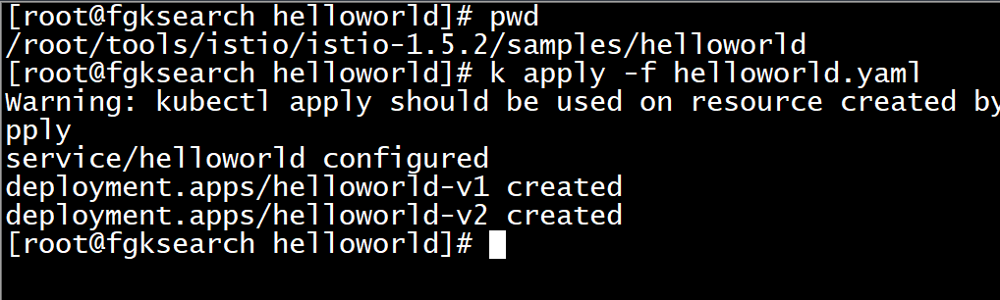 [root@fgksearch helloworld]# pwd
/root/tools/istio/istio-1.5.2/samples/helloworld
[root@fgksearch helloworld]# k apply -f helloworld.yaml
Warning: kubectl apply should be used on resource created by
pply
service/helloworld configured
deployment.apps/helloworld-v1 created
deployment.apps/helloworld-v2 created
[root@fgksearch helloworld]#